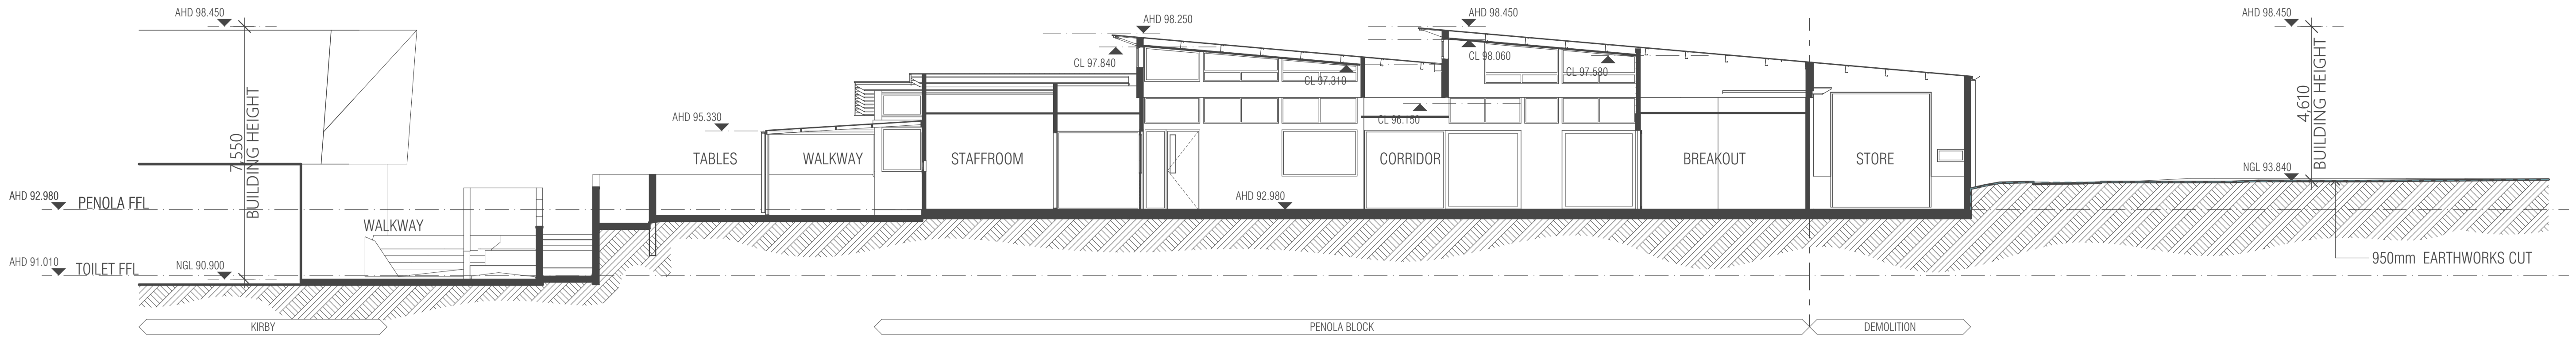 AHD 98.450
AHD 98.250
AHD 98.450
AHD 98.450
CL 97.840
CL 97.310
CL 98.060
CL 97.580
7,550
BUILDING HEIGHT
4,610
BUILDING HEIGHT
AHD 95.330
CL 96.150
TABLES
WALKWAY
STAFFROOM
CORRIDOR
BREAKOUT
STORE
NGL 93.840
AHD 92.980
PENOLA FFL
AHD 92.980
WALKWAY
AHD 91.010
TOILET FFL
NGL 90.900
950mm EARTHWORKS CUT
KIRBY
PENOLA BLOCK
DEMOLITION